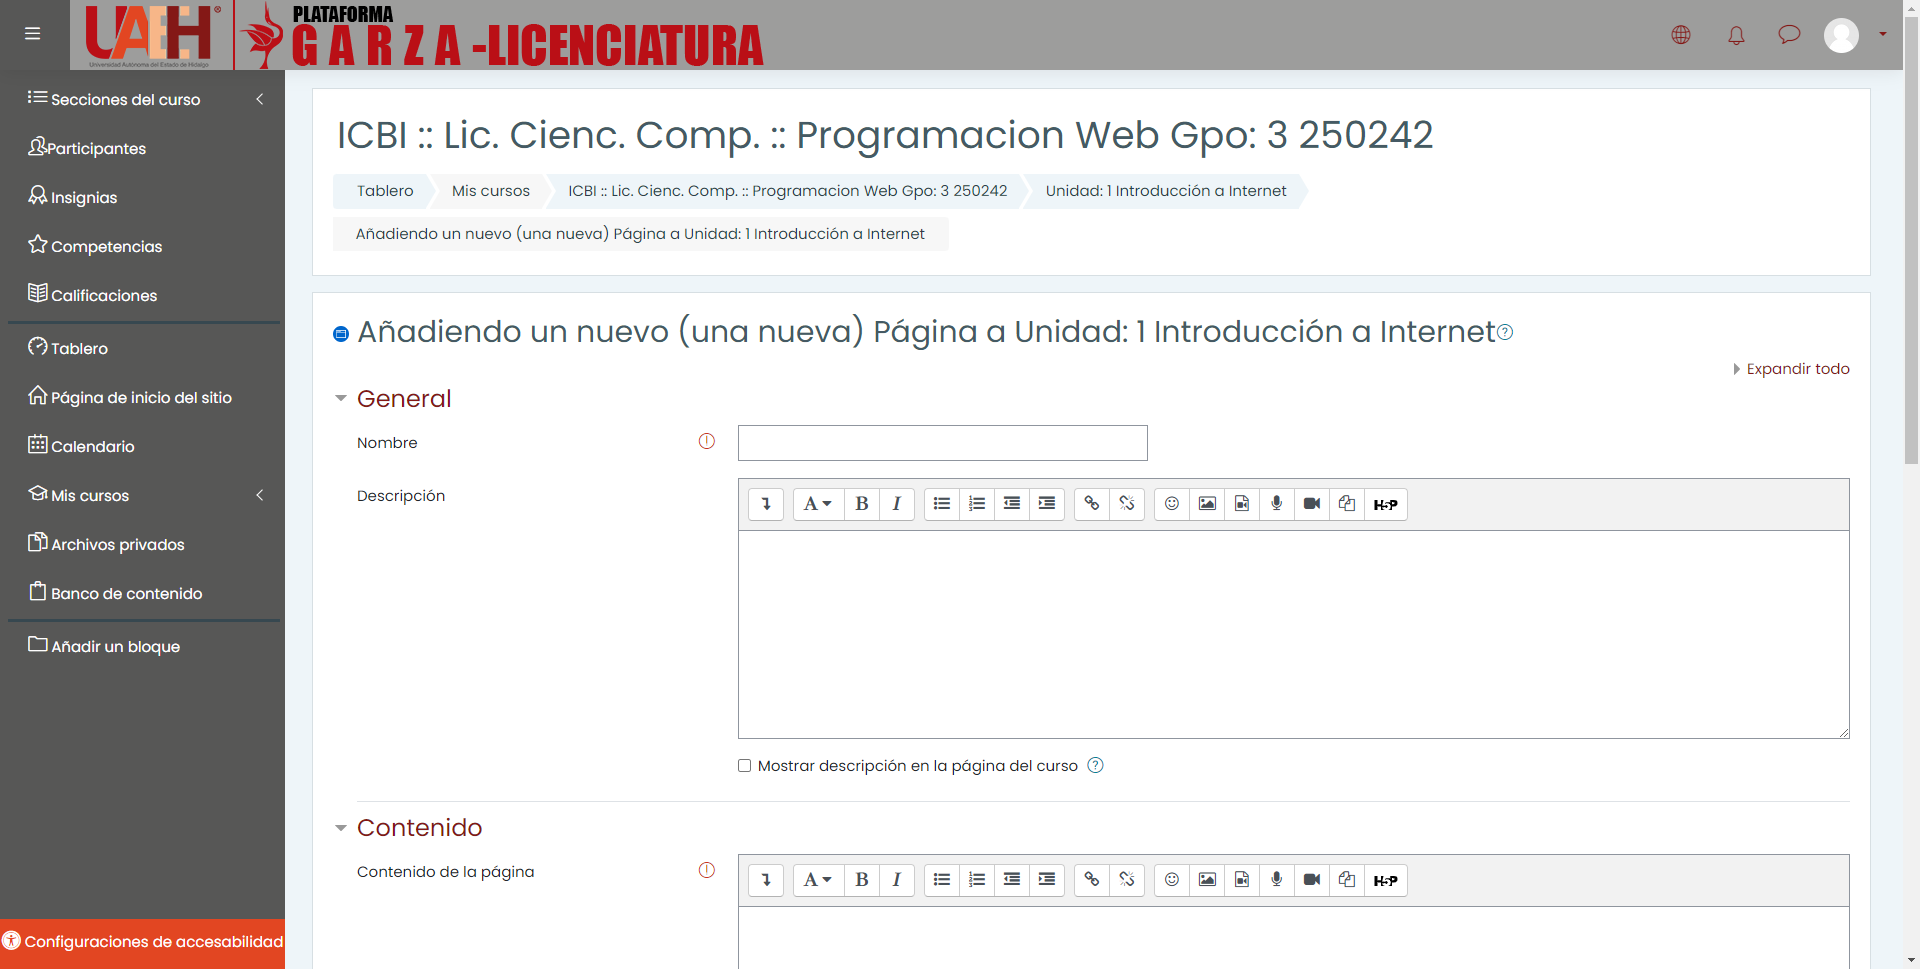 UAEH
Universidad Autónoma del Estado de Hidalgo
PLATAFORMA
GARZA -LICENCIATURA
Secciones del curso
Participantes
Insignias
Competencias
Calificaciones
Tablero
Página de inicio del sitio
Calendario
Mis cursos
Archivos privados
Banco de contenido
Añadir un bloque
Configuraciones de accesabilidad
ICBI :: Lic. Cienc. Comp. :: Programacion Web Gpo: 3 250242
Tablero
Mis cursos
ICBI :: Lic. Cienc. Comp. :: Programacion Web Gpo: 3 250242
Unidad: 1 Introducción a Internet
Añadiendo un nuevo (una nueva) Página a Unidad: 1 Introducción a Internet
Añadiendo un nuevo (una nueva) Página a Unidad: 1 Introducción a Internet
Expandir todo
General
Nombre
Descripción
A B I H5P
Mostrar descripción en la página del curso
Contenido
Contenido de la página
A B I H5P